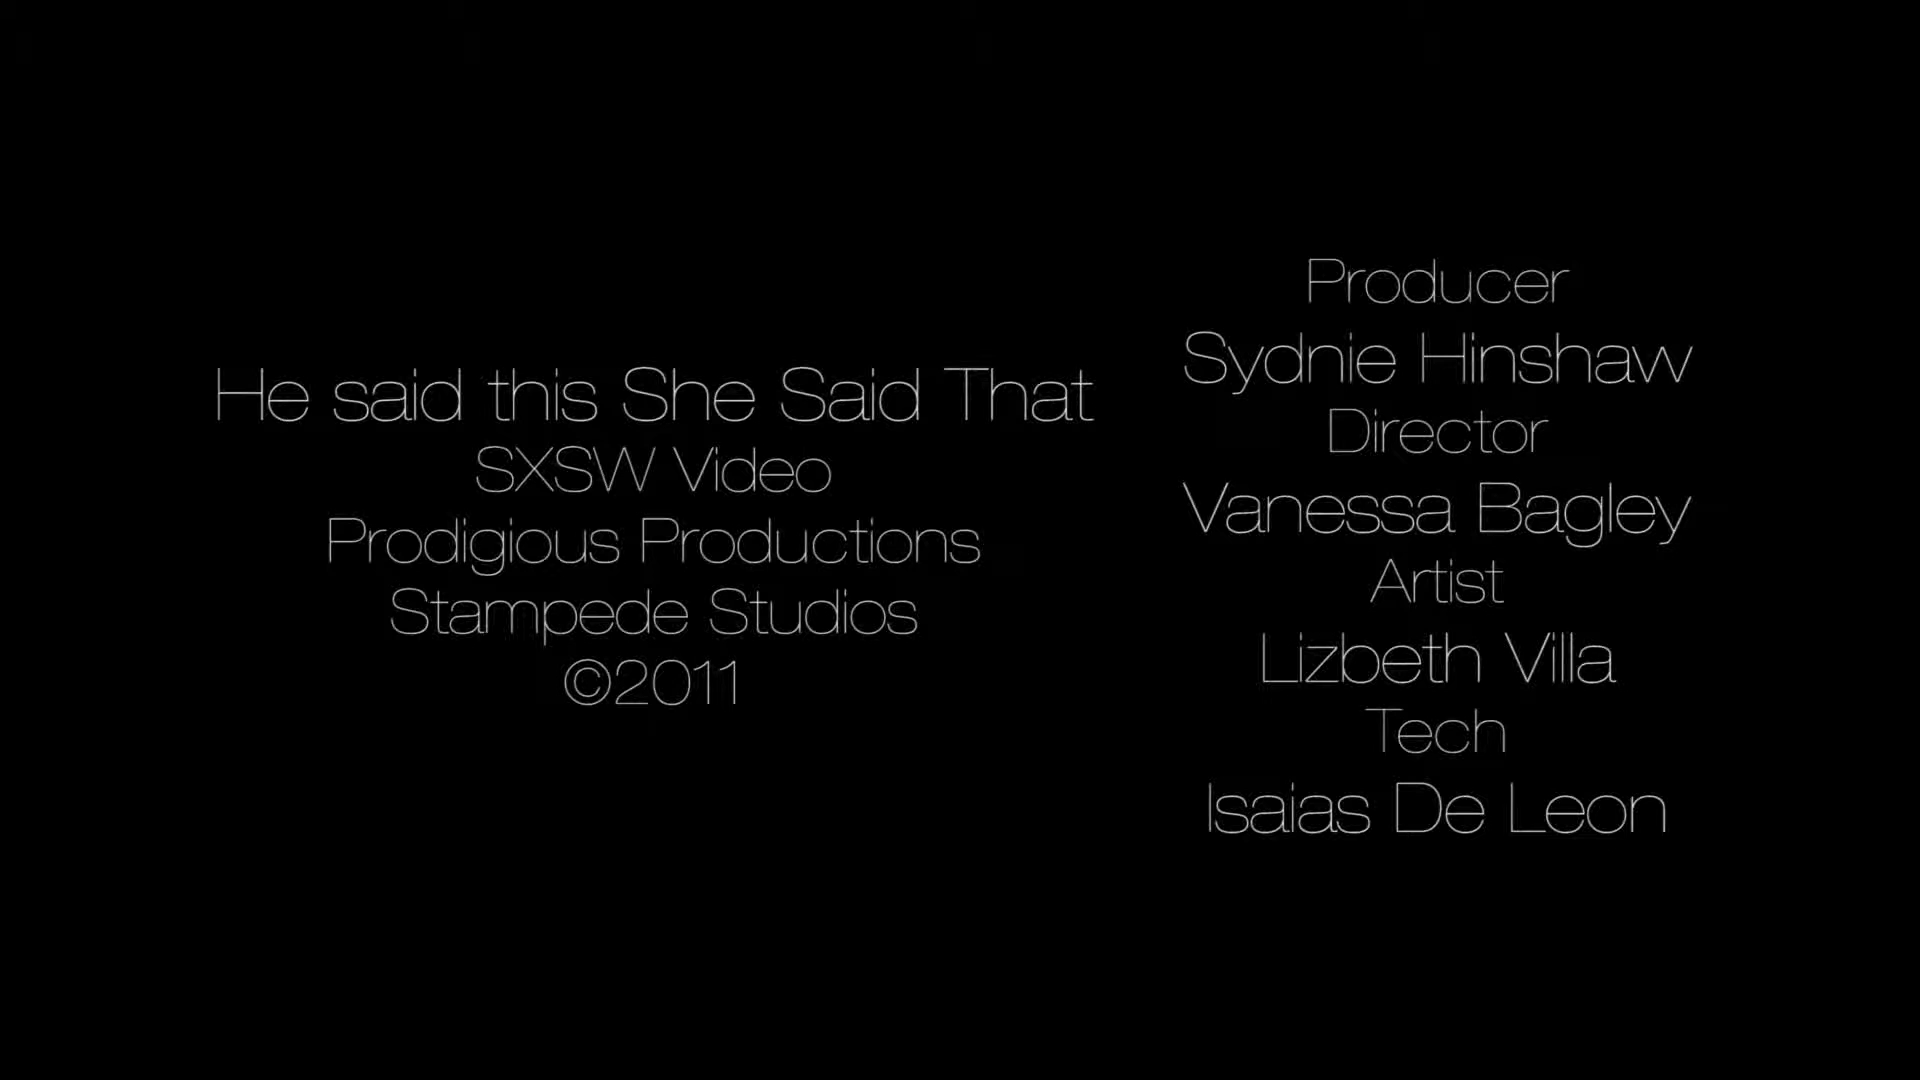 He said this She Said That
SXSW Video
Prodigious Productions
Stampede Studios
©2011
Producer
Sydnie Hinshaw
Director
Vanessa Bagley
Artist
Lizbeth Villa
Tech
Isaias De Leon